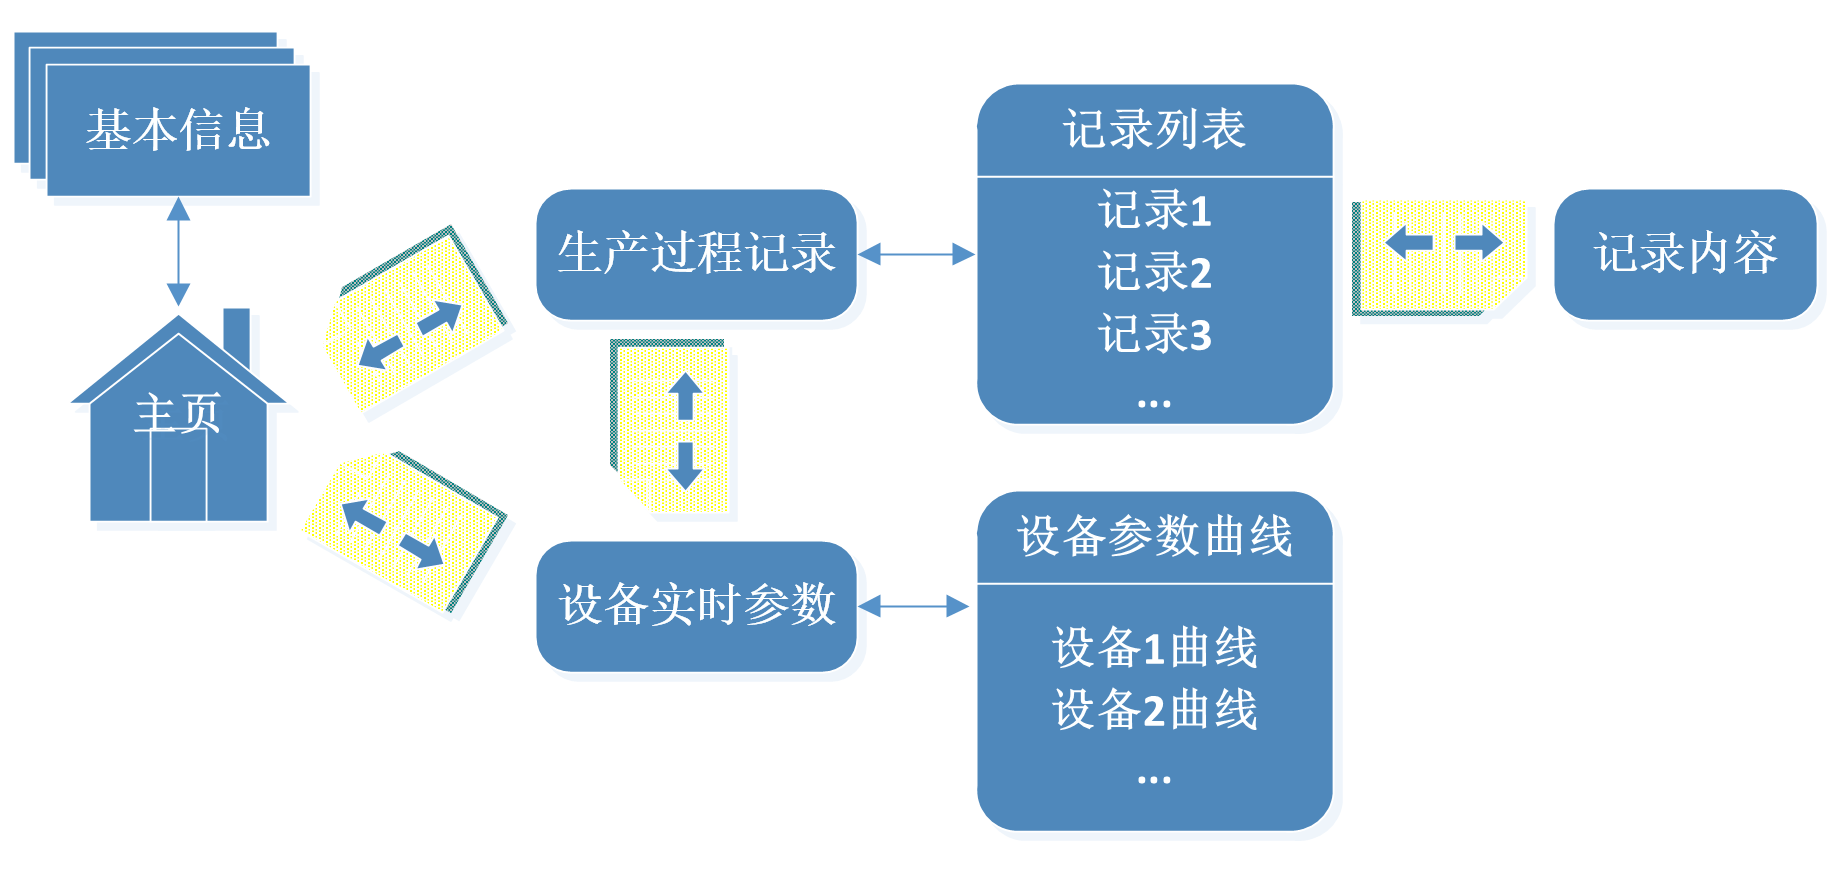 基本信息
主页
生产过程记录
设备实时参数
记录列表
记录1
记录2
记录3
...
设备参数曲线
设备1曲线
设备2曲线
...
记录内容